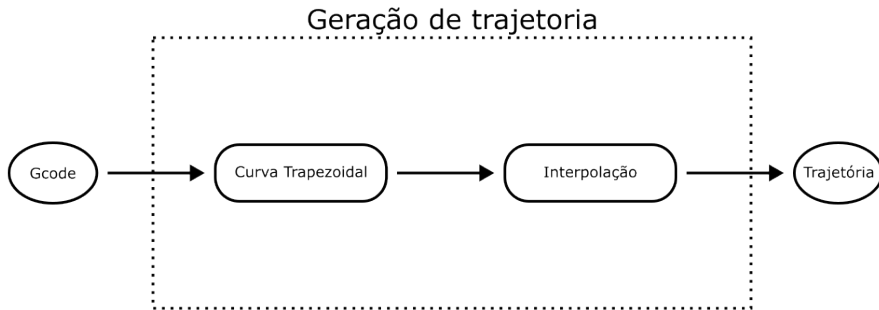 Geração de trajetoria
Gcode
Curva Trapezoidal
Interpolação
Trajetória